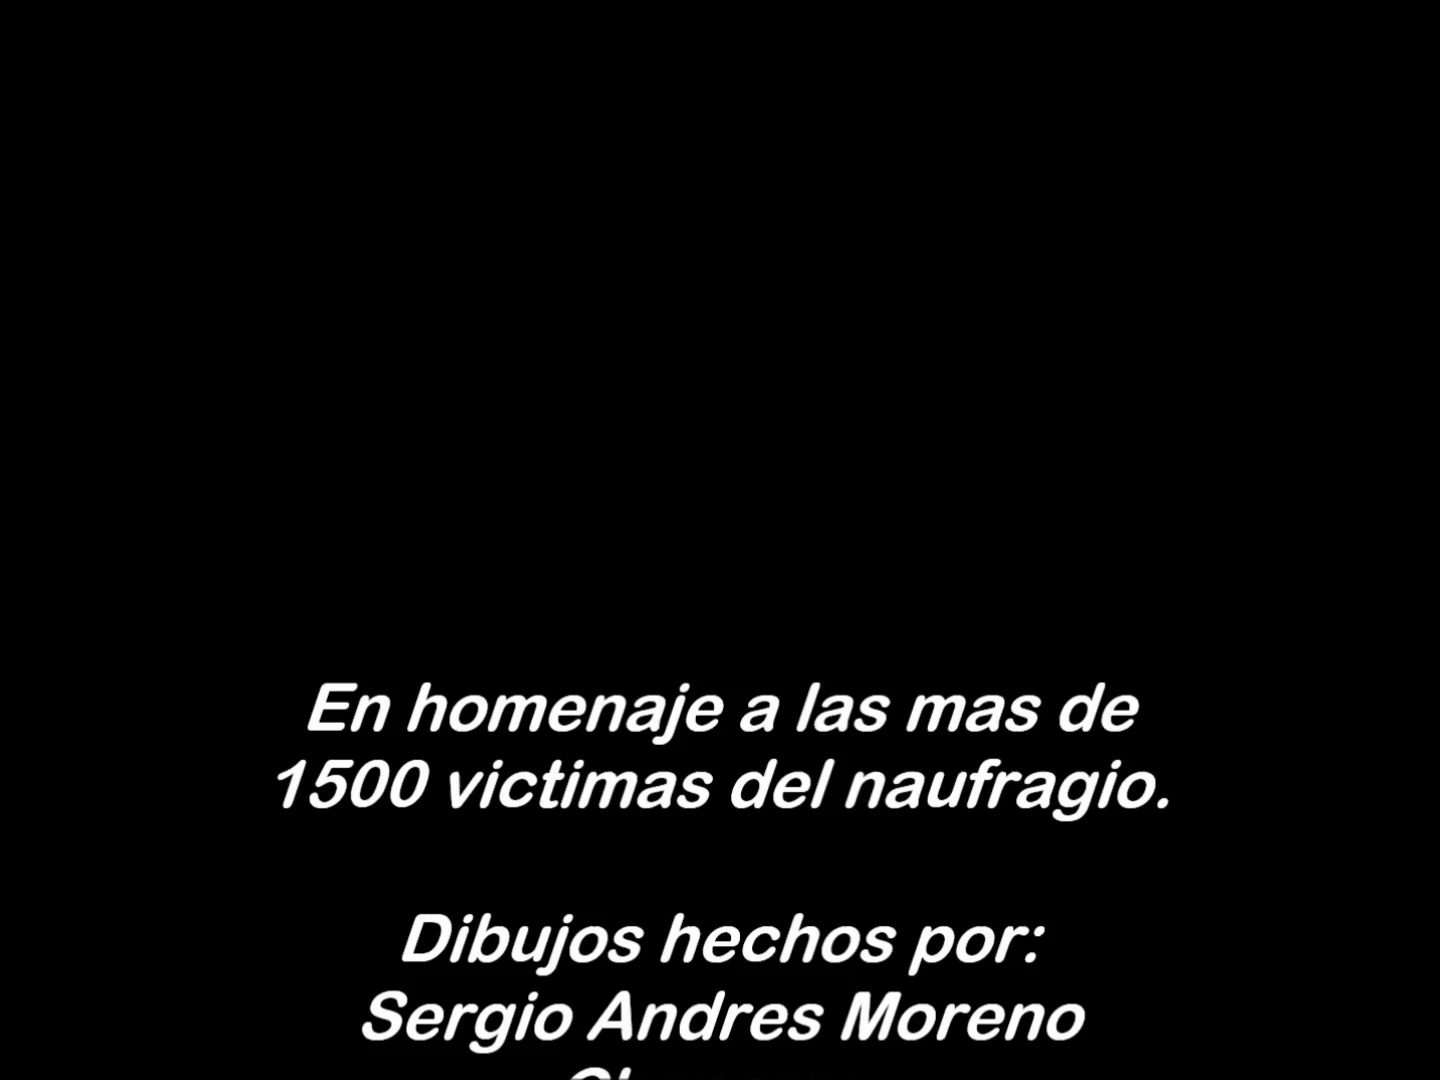 En homenaje a las mas de
1500 victimas del naufragio.
Dibujos hechos por:
Sergio Andres Moreno